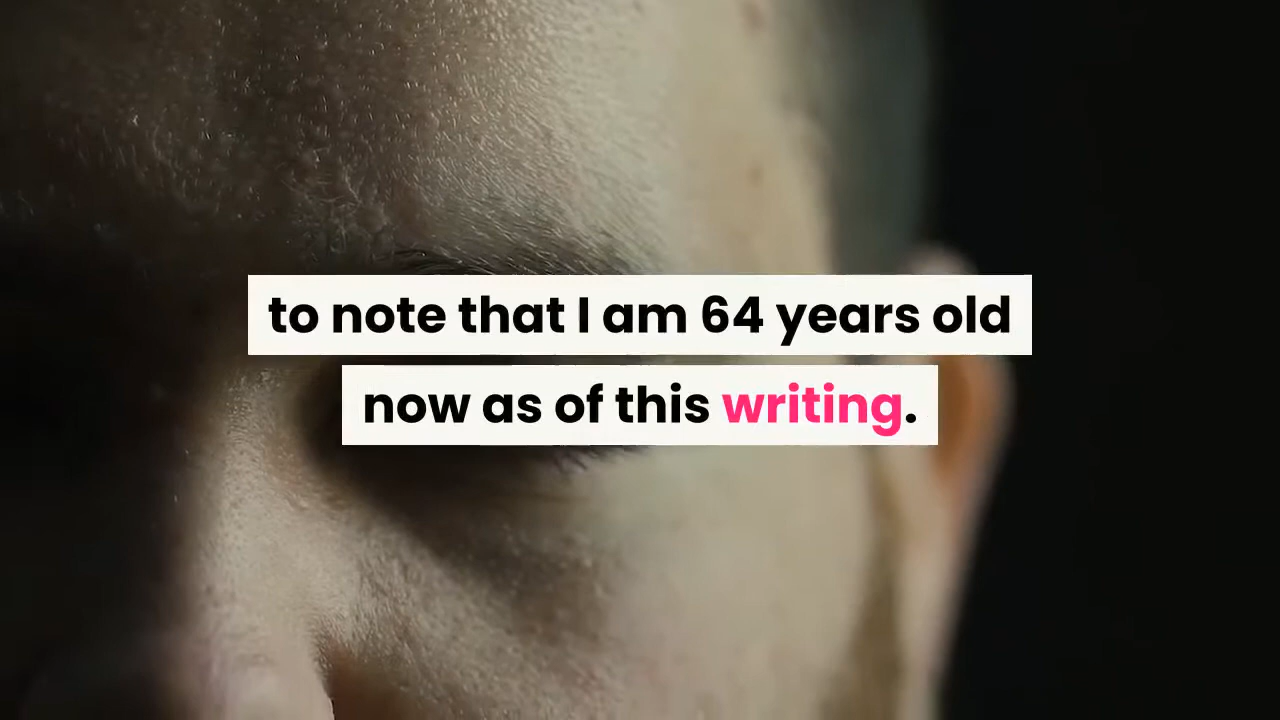 to note that I am 64 years old
now as of this writing.